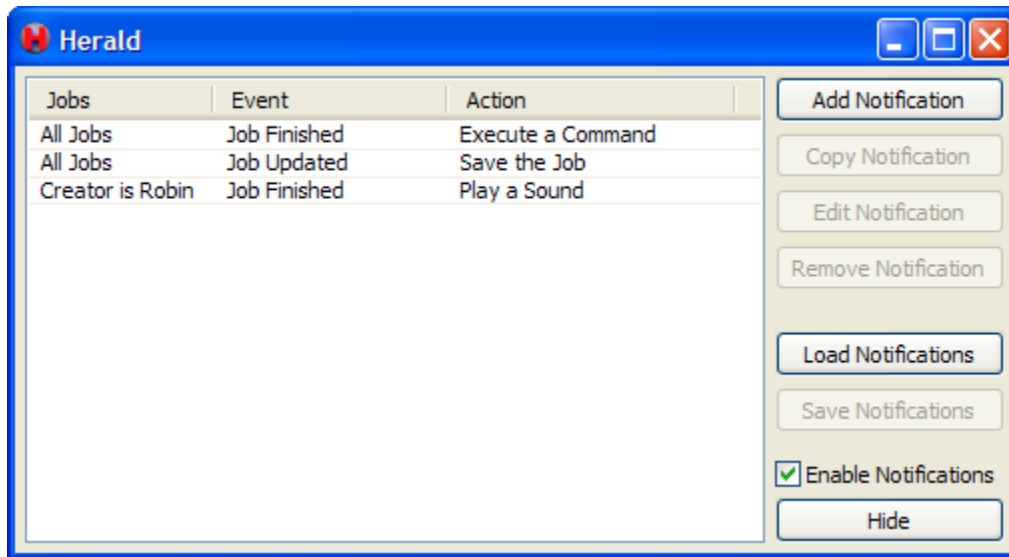 Herald
Jobs Event Action
All Jobs Job Finished Execute a Command
All Jobs Job Updated Save the Job
Creator is Robin Job Finished Play a Sound
Add Notification
Copy Notification
Edit Notification
Remove Notification
Load Notifications
Save Notifications
Enable Notifications
Hide